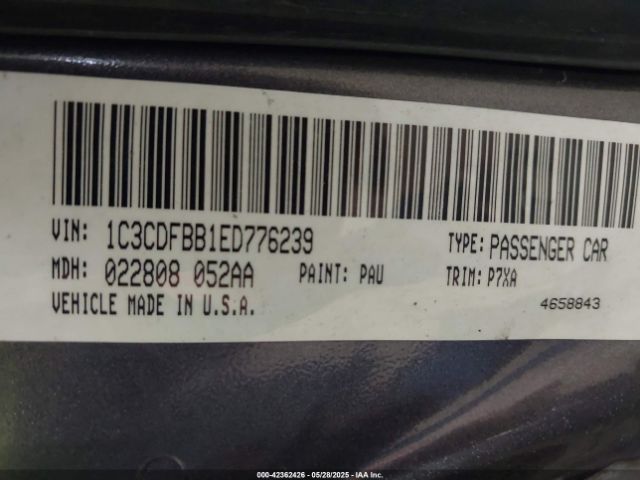 VIN: 1C3CDFBB1ED776239 TYPE: PASSENGER CAR
MDH: 022808 052AA PAINT: PAU TRIM: P7XA
VEHICLE MADE IN U.S.A. 4658843
000-42362426 - 05/28/2025 - IAA Inc.